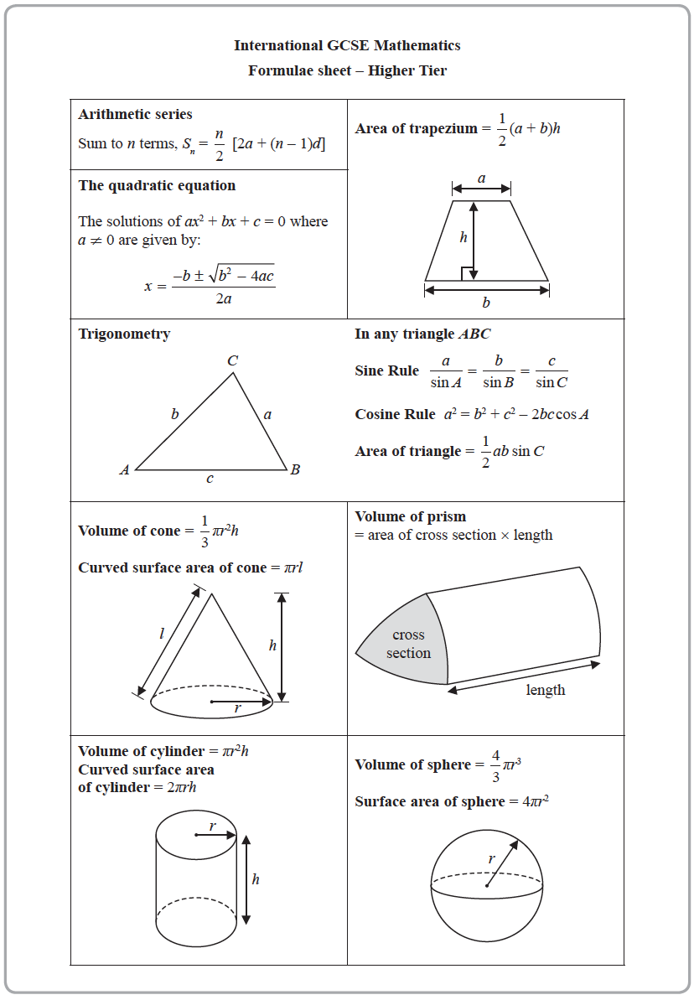 International GCSE Mathematics
Formulae sheet – Higher Tier
Arithmetic series
Sum to n terms, Sₙ = n/2 [2a + (n – 1)d]
The quadratic equation
The solutions of ax² + bx + c = 0 where
a ≠ 0 are given by:
x = (−b ± √(b² − 4ac))/2a
Area of trapezium = 1/2 (a + b)h
a
h
b
Trigonometry
C
b
a
A
B
c
In any triangle ABC
Sine Rule a/sin A = b/sin B = c/sin C
Cosine Rule a² = b² + c² – 2bc cos A
Area of triangle = 1/2 ab sin C
Volume of cone = 1/3 πr²h
Curved surface area of cone = πrl
l
h
r
Volume of prism
= area of cross section × length
cross
section
length
Volume of cylinder = πr²h
Curved surface area
of cylinder = 2πrh
r
h
Volume of sphere = 4/3 πr³
Surface area of sphere = 4πr²
r